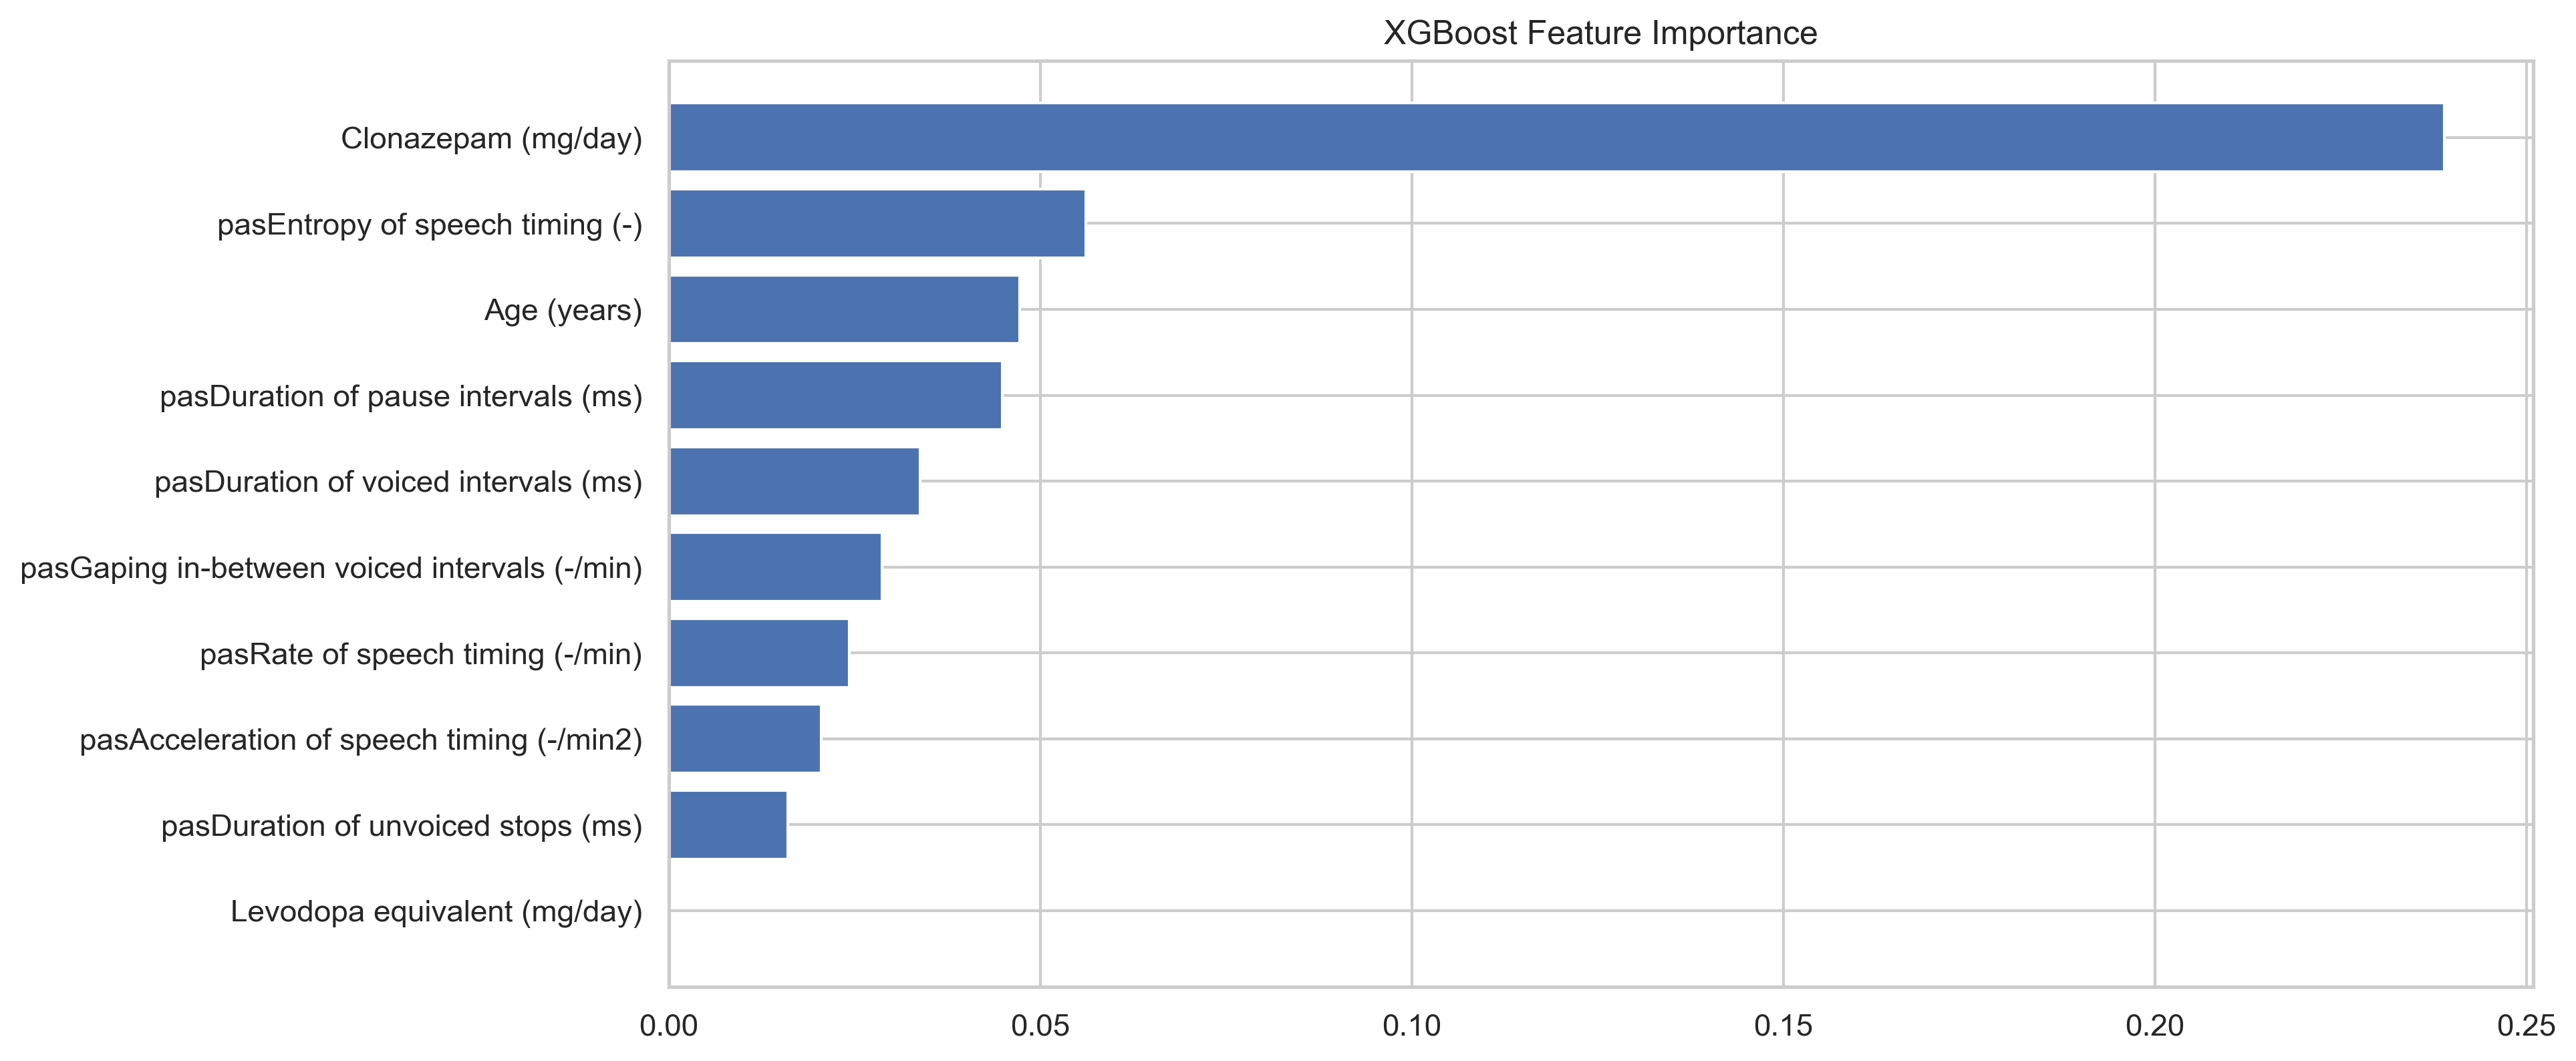 XGBoost Feature Importance
Clonazepam (mg/day)
pasEntropy of speech timing (-)
Age (years)
pasDuration of pause intervals (ms)
pasDuration of voiced intervals (ms)
pasGaping in-between voiced intervals (-/min)
pasRate of speech timing (-/min)
pasAcceleration of speech timing (-/min2)
pasDuration of unvoiced stops (ms)
Levodopa equivalent (mg/day)
0.00 0.05 0.10 0.15 0.20 0.25